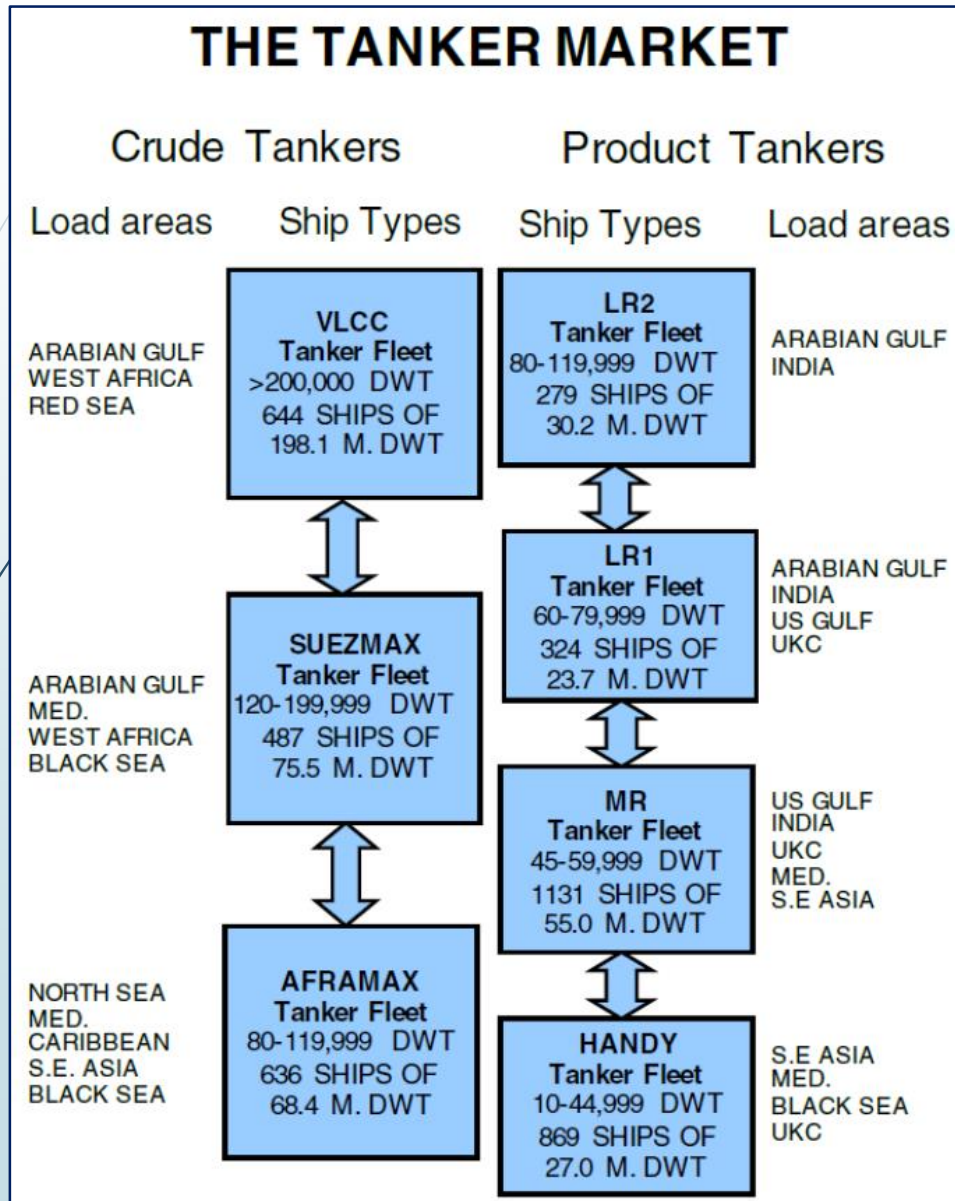 THE TANKER MARKET
Crude Tankers
Product Tankers
Load areas
Ship Types
Ship Types
Load areas
ARABIAN GULF
WEST AFRICA
RED SEA
VLCC
Tanker Fleet
>200,000 DWT
644 SHIPS OF
198.1 M. DWT
LR2
Tanker Fleet
80-119,999 DWT
279 SHIPS OF
30.2 M. DWT
ARABIAN GULF
INDIA
LR1
Tanker Fleet
60-79,999 DWT
324 SHIPS OF
23.7 M. DWT
ARABIAN GULF
INDIA
US GULF
UKC
ARABIAN GULF
MED.
WEST AFRICA
BLACK SEA
SUEZMAX
Tanker Fleet
120-199,999 DWT
487 SHIPS OF
75.5 M. DWT
MR
Tanker Fleet
45-59,999 DWT
1131 SHIPS OF
55.0 M. DWT
US GULF
INDIA
UKC
MED.
S.E ASIA
NORTH SEA
MED.
CARIBBEAN
S.E. ASIA
BLACK SEA
AFRAMAX
Tanker Fleet
80-119,999 DWT
636 SHIPS OF
68.4 M. DWT
HANDY
Tanker Fleet
10-44,999 DWT
869 SHIPS OF
27.0 M. DWT
S.E ASIA
MED.
BLACK SEA
UKC